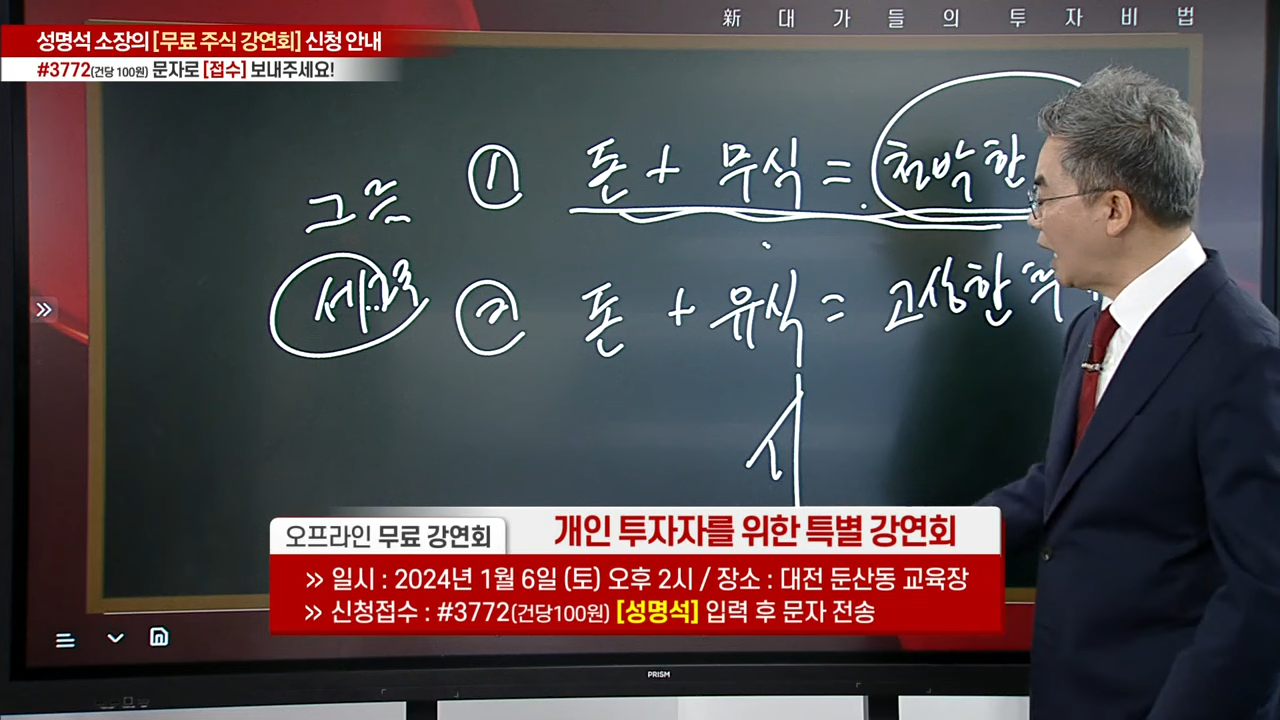 新 대가들의 투자비법
성명석 소장의 [무료 주식 강연회] 신청 안내
#3772(건당 100원) 문자로 [접수] 보내주세요!
① 돈 + 무식 = 천박한
② 돈 + 유식 = 고상한
시
오프라인 무료 강연회
개인 투자자를 위한 특별 강연회
» 일시 : 2024년 1월 6일 (토) 오후 2시 / 장소 : 대전 둔산동 교육장
» 신청접수 : #3772(건당100원) [성명석] 입력 후 문자 전송
PRISM